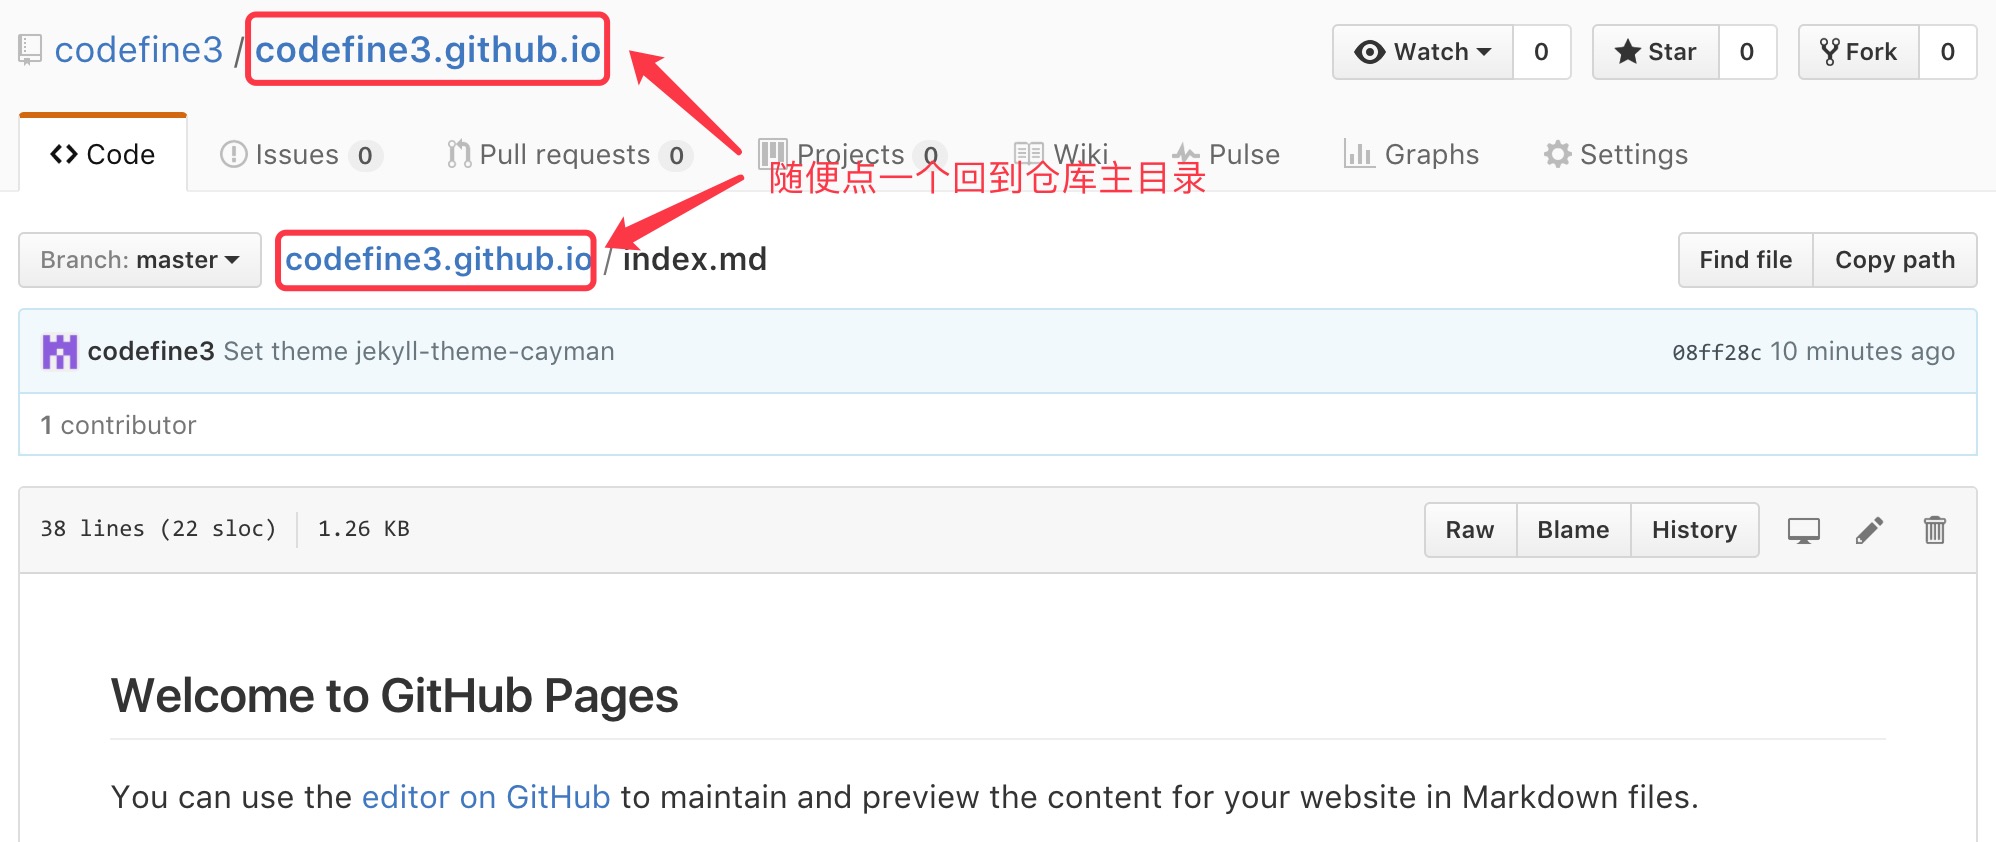 codefine3 / codefine3.github.io Watch 0 Star 0 Fork 0
Code Issues 0 Pull requests 0 Projects 0 Wiki Pulse Graphs Settings
随便点一个回到仓库主目录
Branch: master codefine3.github.io / index.md Find file Copy path
codefine3 Set theme jekyll-theme-cayman 08ff28c 10 minutes ago
1 contributor
38 lines (22 sloc) 1.26 KB Raw Blame History
Welcome to GitHub Pages
You can use the editor on GitHub to maintain and preview the content for your website in Markdown files.